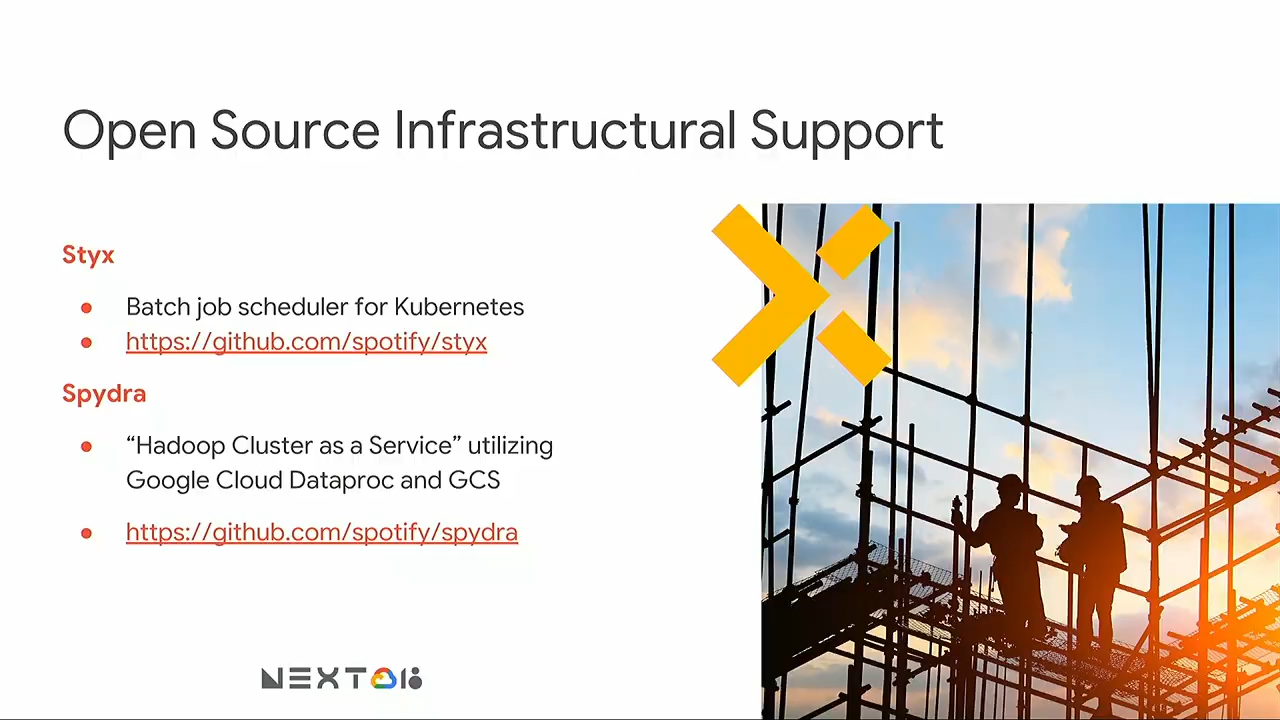 Open Source Infrastructural Support
Styx
● Batch job scheduler for Kubernetes
● https://github.com/spotify/styx
Spydra
● “Hadoop Cluster as a Service” utilizing
Google Cloud Dataproc and GCS
● https://github.com/spotify/spydra
NEXT 18